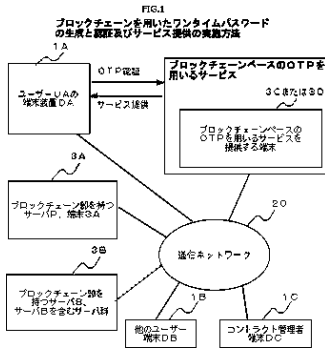 FIG.1
ブロックチェーンを用いたワンタイムパスワード
の生成と認証及びサービス提供の実施方法
1A
ユーザーUAの
端末装置DA
OTP認証
サービス提供
ブロックチェーンベースのOTPを
用いるサービス
3Cまたは3D
ブロックチェーンベースの
OTPを用いるサービスを
提供する端末
3A
ブロックチェーン部を持つ
サーバP、端末3A
20
通信ネットワーク
3B
ブロックチェーン部を
持つサーバB、
サーバBを含むサーバ群
1B
他のユーザー
端末DB
1C
コントラクト管理者
端末DC